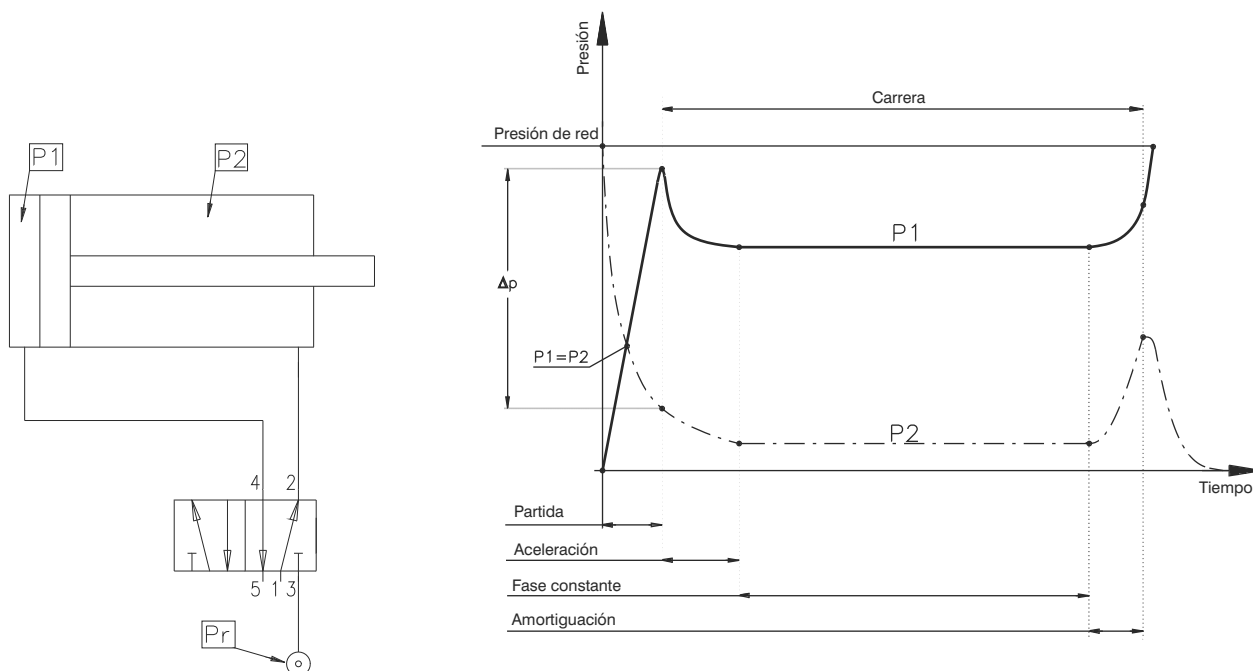 P1
P2
4
2
5
1
3
Pr
Presión
Carrera
Presión de red
P1
Δp
P1=P2
P2
Tiempo
Partida
Aceleración
Fase constante
Amortiguación